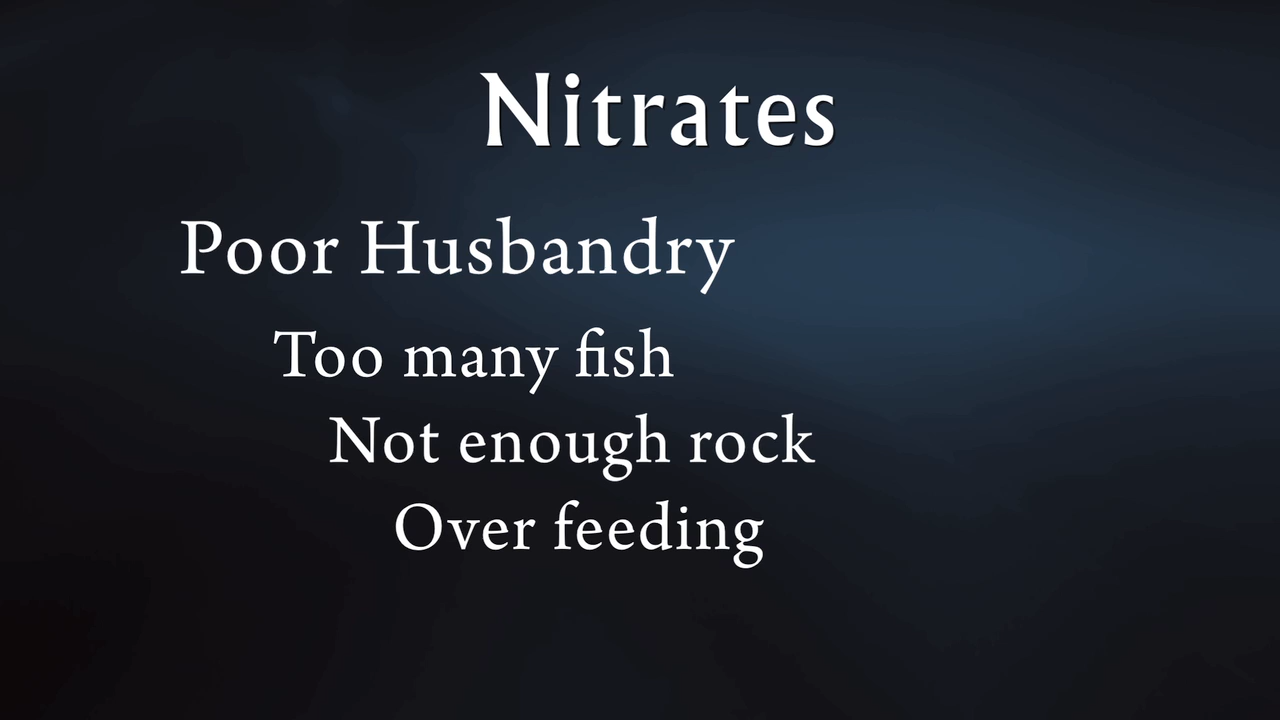 Nitrates
Poor Husbandry
Too many fish
Not enough rock
Over feeding